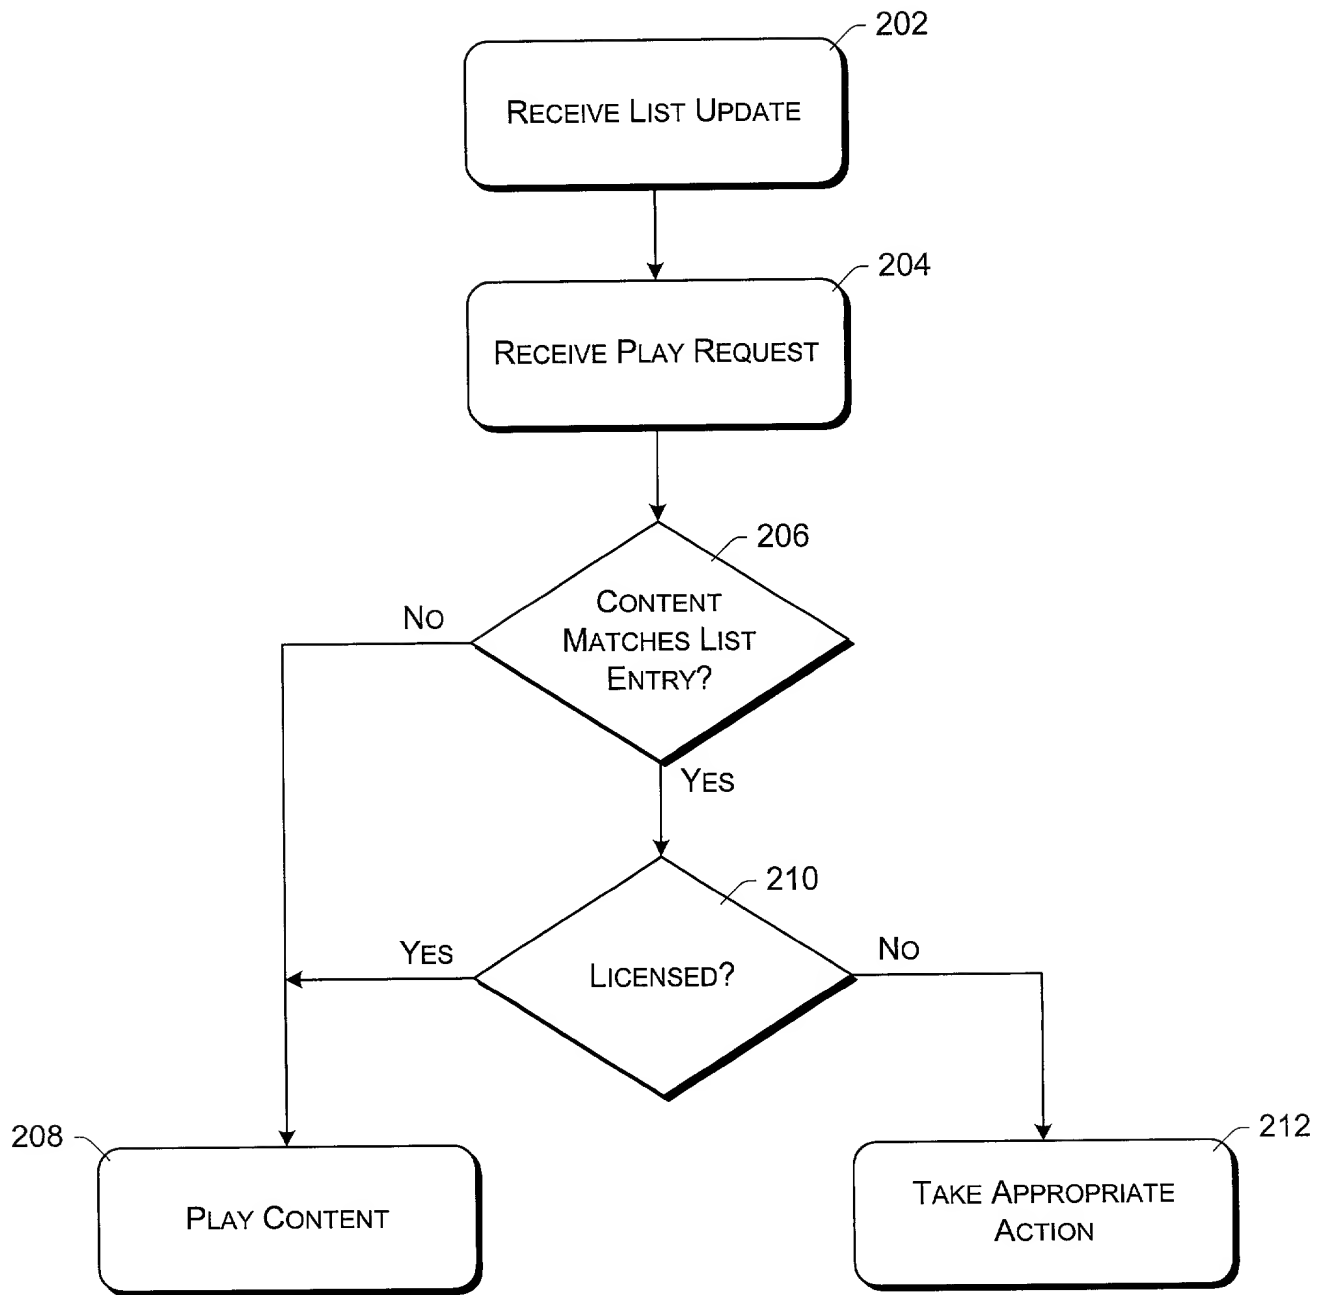 202
RECEIVE LIST UPDATE
204
RECEIVE PLAY REQUEST
206
CONTENT
MATCHES LIST
ENTRY?
NO
YES
210
LICENSED?
YES
NO
208
PLAY CONTENT
212
TAKE APPROPRIATE
ACTION